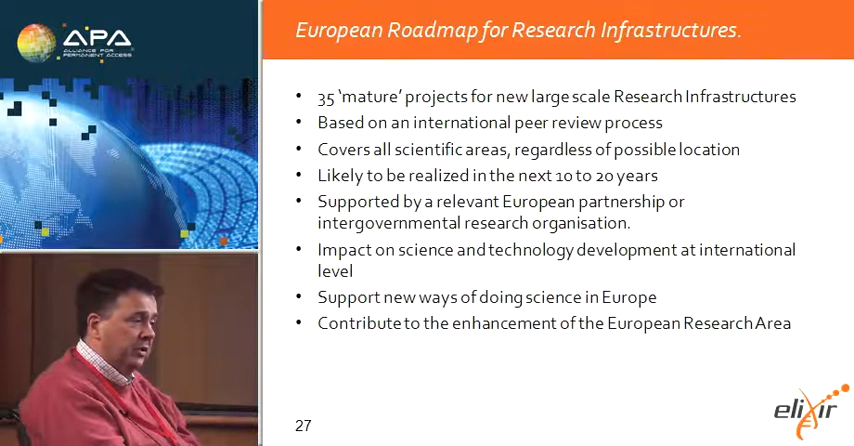 APA
ALLIANCE FOR
PERMANENT ACCESS
European Roadmap for Research Infrastructures.
• 35 ‘mature’ projects for new large scale Research Infrastructures
• Based on an international peer review process
• Covers all scientific areas, regardless of possible location
• Likely to be realized in the next 10 to 20 years
• Supported by a relevant European partnership or
intergovernmental research organisation.
• Impact on science and technology development at international
level
• Support new ways of doing science in Europe
• Contribute to the enhancement of the European Research Area
27
elixir